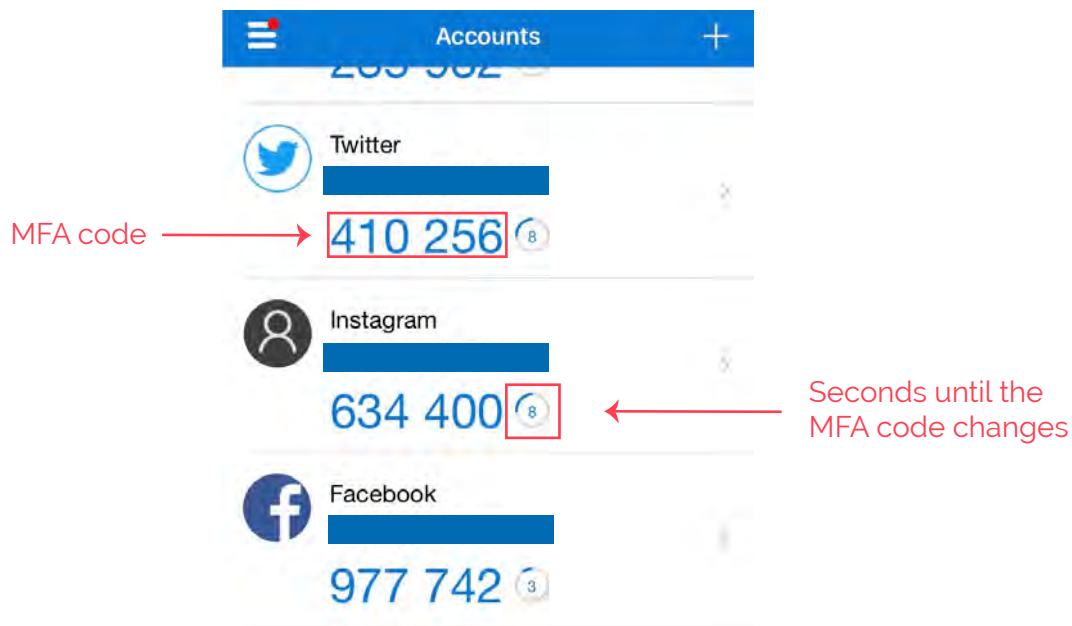 Accounts
Twitter
MFA code
410 256 8
Instagram
634 400 8
Seconds until the
MFA code changes
Facebook
977 742 3